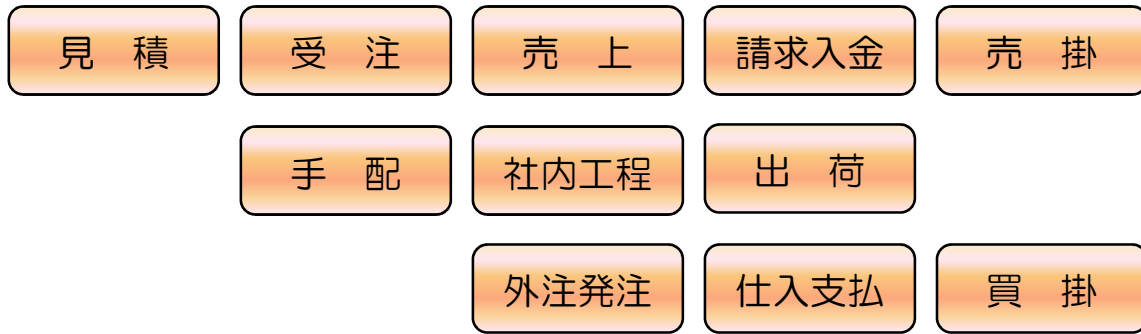 見　積　受　注　売　上　請求入金　売　掛
手　配　社内工程　出　荷
外注発注　仕入支払　買　掛